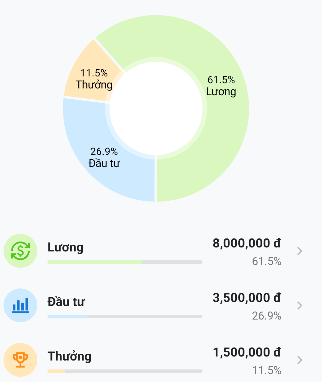 11.5%
Thưởng
61.5%
Lương
26.9%
Đầu tư
Lương
8,000,000 đ
61.5%
Đầu tư
3,500,000 đ
26.9%
Thưởng
1,500,000 đ
11.5%